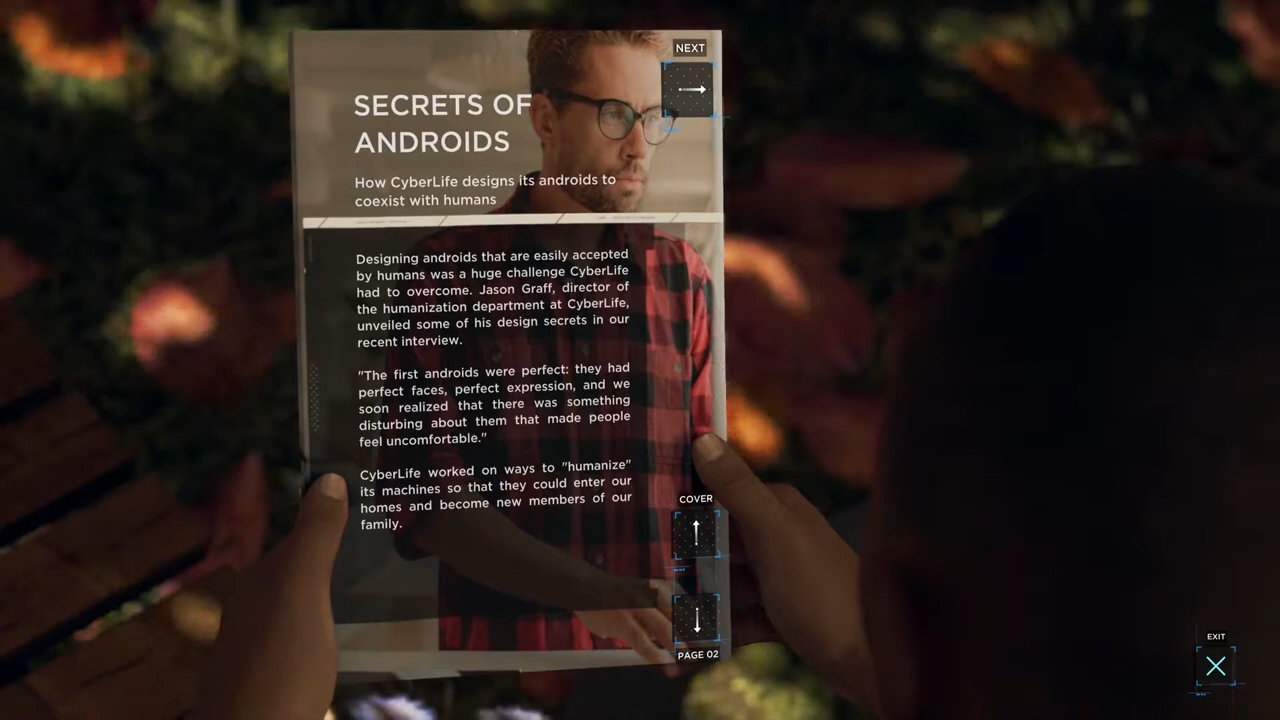 NEXT
SECRETS OF
ANDROIDS
How CyberLife designs its androids to
coexist with humans
Designing androids that are easily accepted
by humans was a huge challenge CyberLife
had to overcome. Jason Graff, director of
the humanization department at CyberLife,
unveiled some of his design secrets in our
recent interview.
"The first androids were perfect: they had
perfect faces, perfect expression, and we
soon realized that there was something
disturbing about them that made people
feel uncomfortable."
CyberLife worked on ways to "humanize"
its machines so that they could enter our
homes and become new members of our
family.
COVER
PAGE 02
EXIT